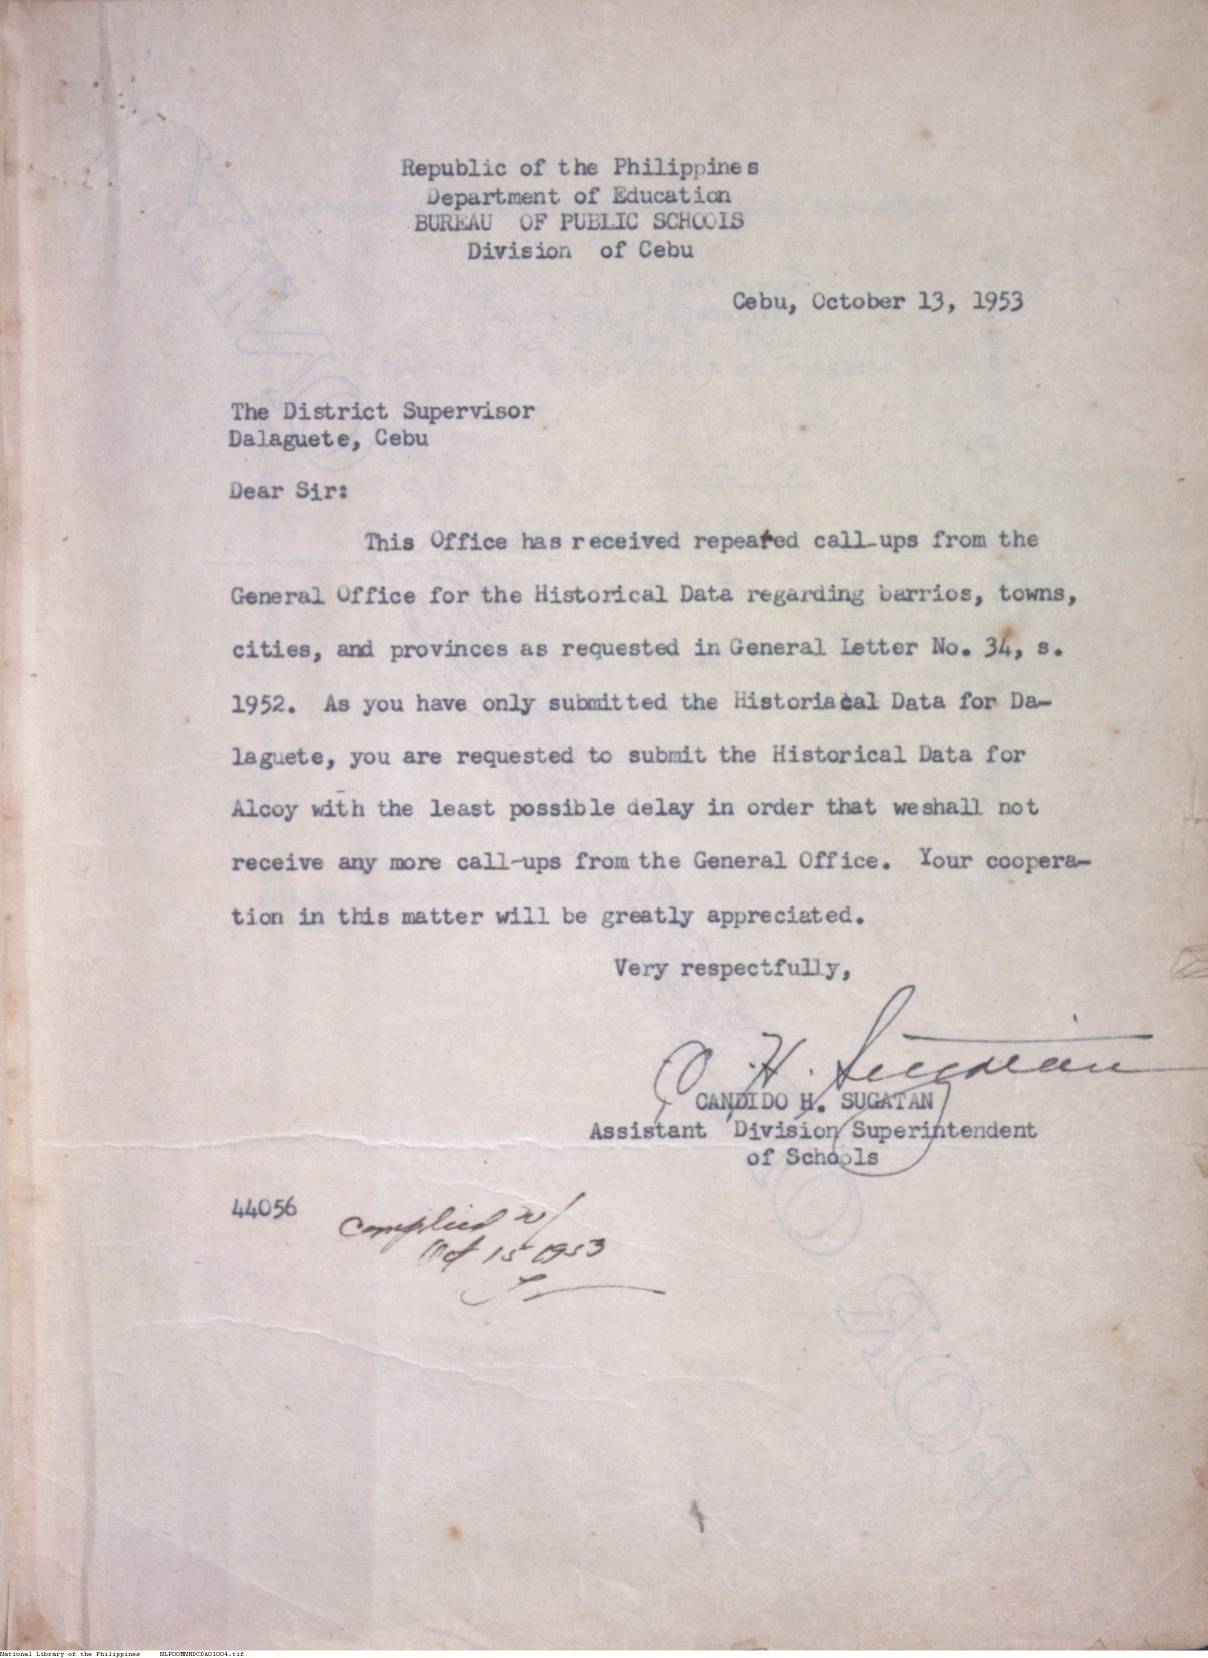 Republic of the Philippines
Department of Education
BUREAU OF PUBLIC SCHOOLS
Division of Cebu
Cebu, October 13, 1953
The District Supervisor
Dalaguete, Cebu
Dear Sir:
This Office has received repeated call-ups from the
General Office for the Historical Data regarding barrios, towns,
cities, and provinces as requested in General Letter No. 34, s.
1952. As you have only submitted the Historiacal Data for Da-
laguete, you are requested to submit the Historical Data for
Alcoy with the least possible delay in order that weshall not
receive any more call-ups from the General Office. Your coopera-
tion in this matter will be greatly appreciated.
Very respectfully,
C. H. Sugatan
CANDIDO H. SUGATAN
Assistant Division Superintendent
of Schools
44056
Complied w/
Oct 15 1953
National Library of the Philippines